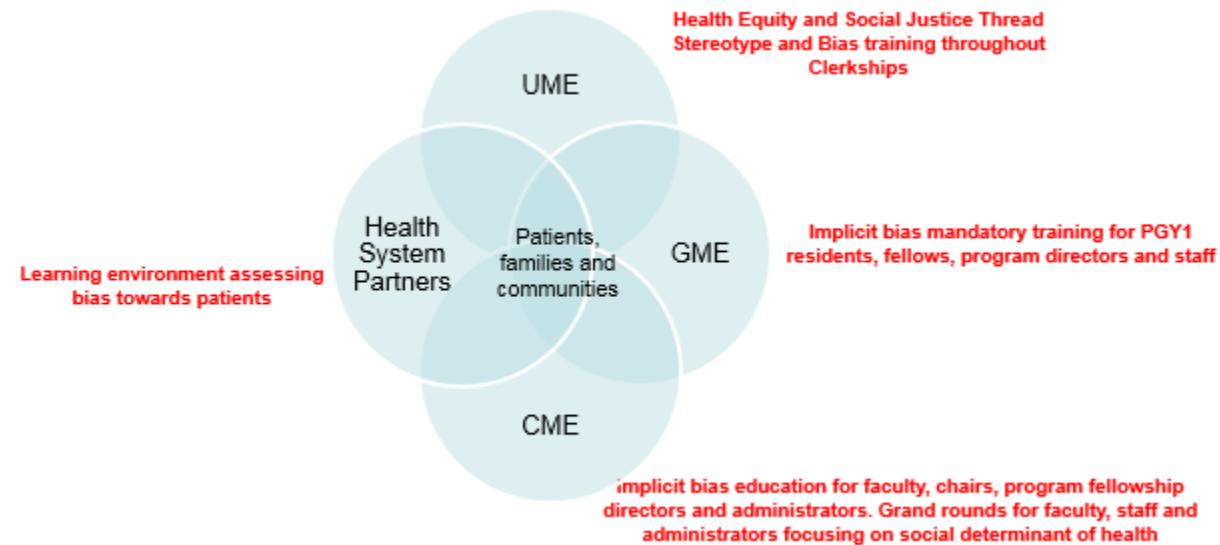 Health Equity and Social Justice Thread
Stereotype and Bias training throughout
Clerkships
UME
Health
System
Partners
Patients,
families and
communities
GME
Implicit bias mandatory training for PGY1
residents, fellows, program directors and staff
Learning environment assessing
bias towards patients
CME
Implicit bias education for faculty, chairs, program fellowship
directors and administrators. Grand rounds for faculty, staff and
administrators focusing on social determinant of health